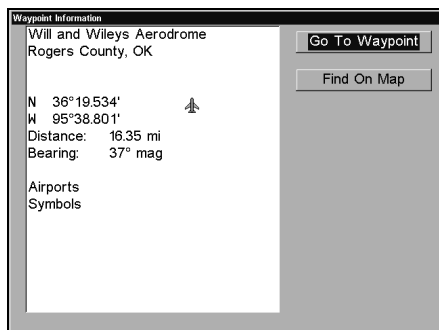 Waypoint Information
Will and Wileys Aerodrome
Rogers County, OK
N 36°19.534'
W 95°38.801'
Distance: 16.35 mi
Bearing: 37° mag
Airports
Symbols
Go To Waypoint
Find On Map